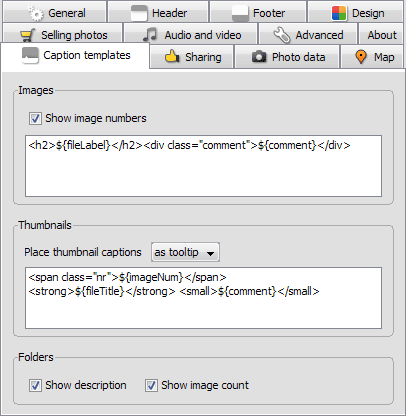 General Header Footer Design
Selling photos Audio and video Advanced About
Caption templates Sharing Photo data Map
Images
Show image numbers
<h2>${fileLabel}</h2><div class="comment">${comment}</div>
Thumbnails
Place thumbnail captions as tooltip
<span class="nr">${imageNum}</span>
<strong>${fileTitle}</strong> <small>${comment}</small>
Folders
Show description Show image count